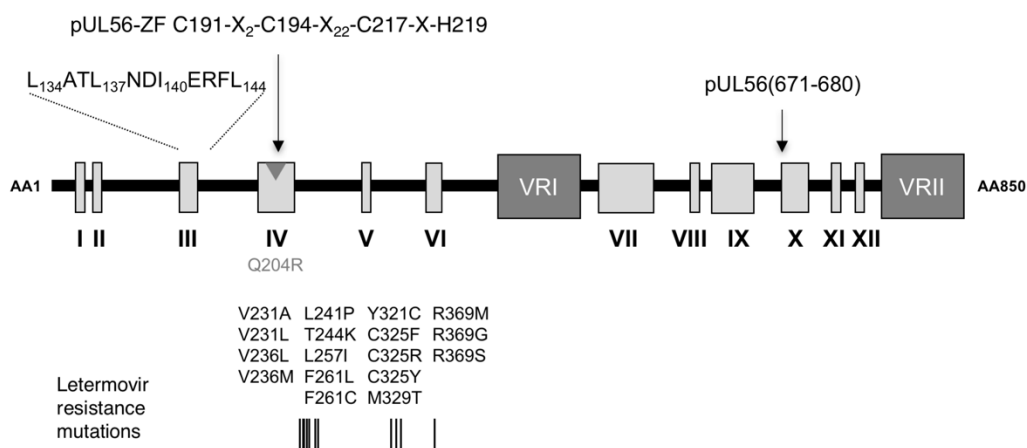 pUL56-ZF C191-X₂-C194-X₂₂-C217-X-H219
L₁₃₄ATL₁₃₇NDI₁₄₀ERFL₁₄₄
pUL56(671-680)
AA1 VRI VRII AA850
I II III IV V VI VII VIII IX X XI XII
Q204R
V231A L241P Y321C R369M
V231L T244K C325F R369G
V236L L257I C325R R369S
V236M F261L C325Y
F261C M329T
Letermovir
resistance
mutations